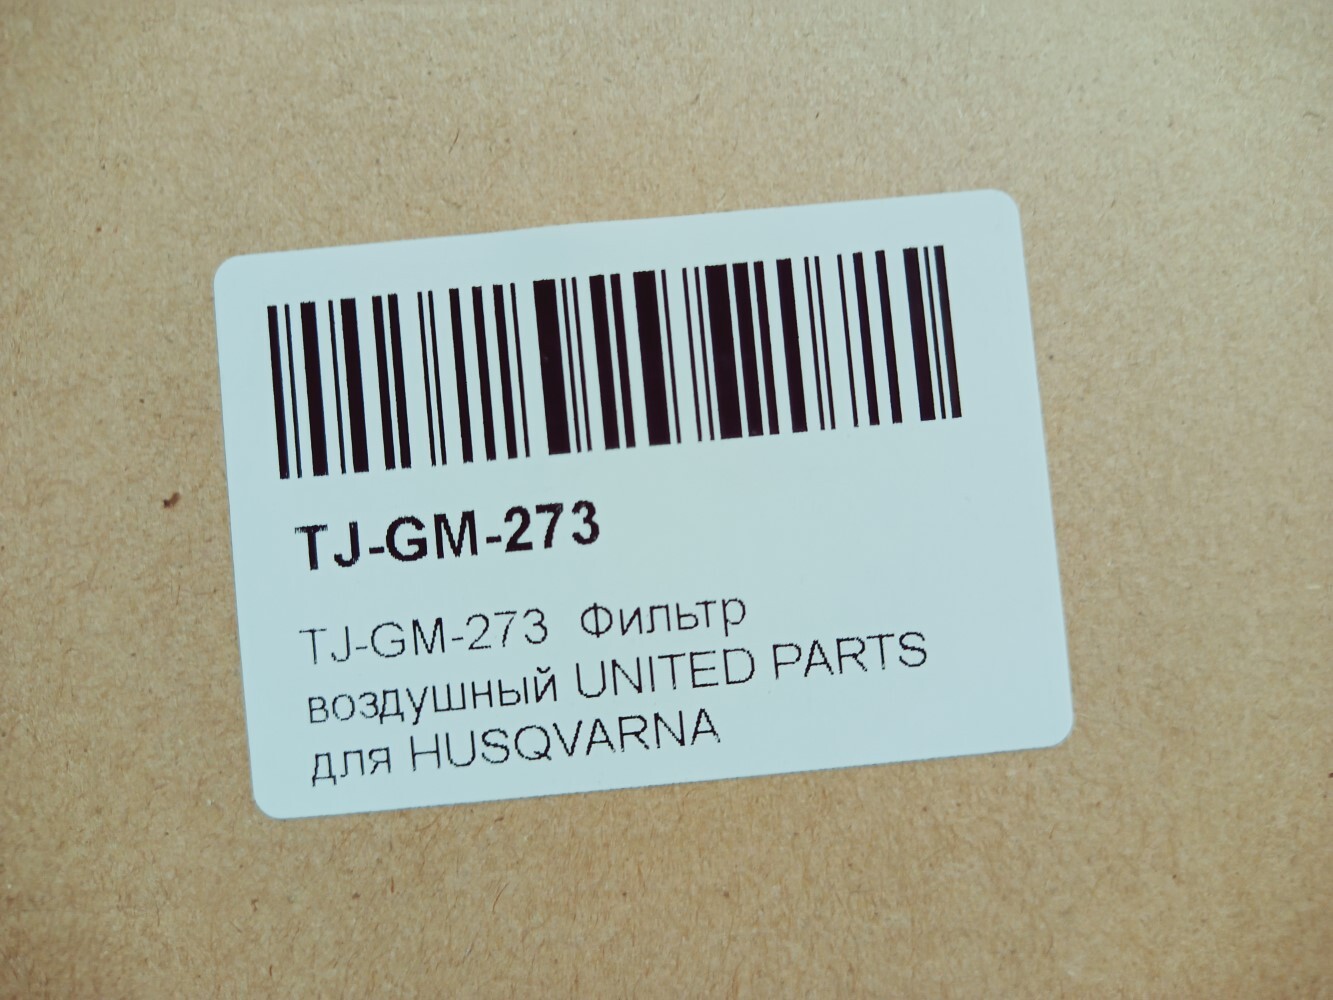 TJ-GM-273
TJ-GM-273 Фильтр
воздушный UNITED PARTS
для HUSQVARNA